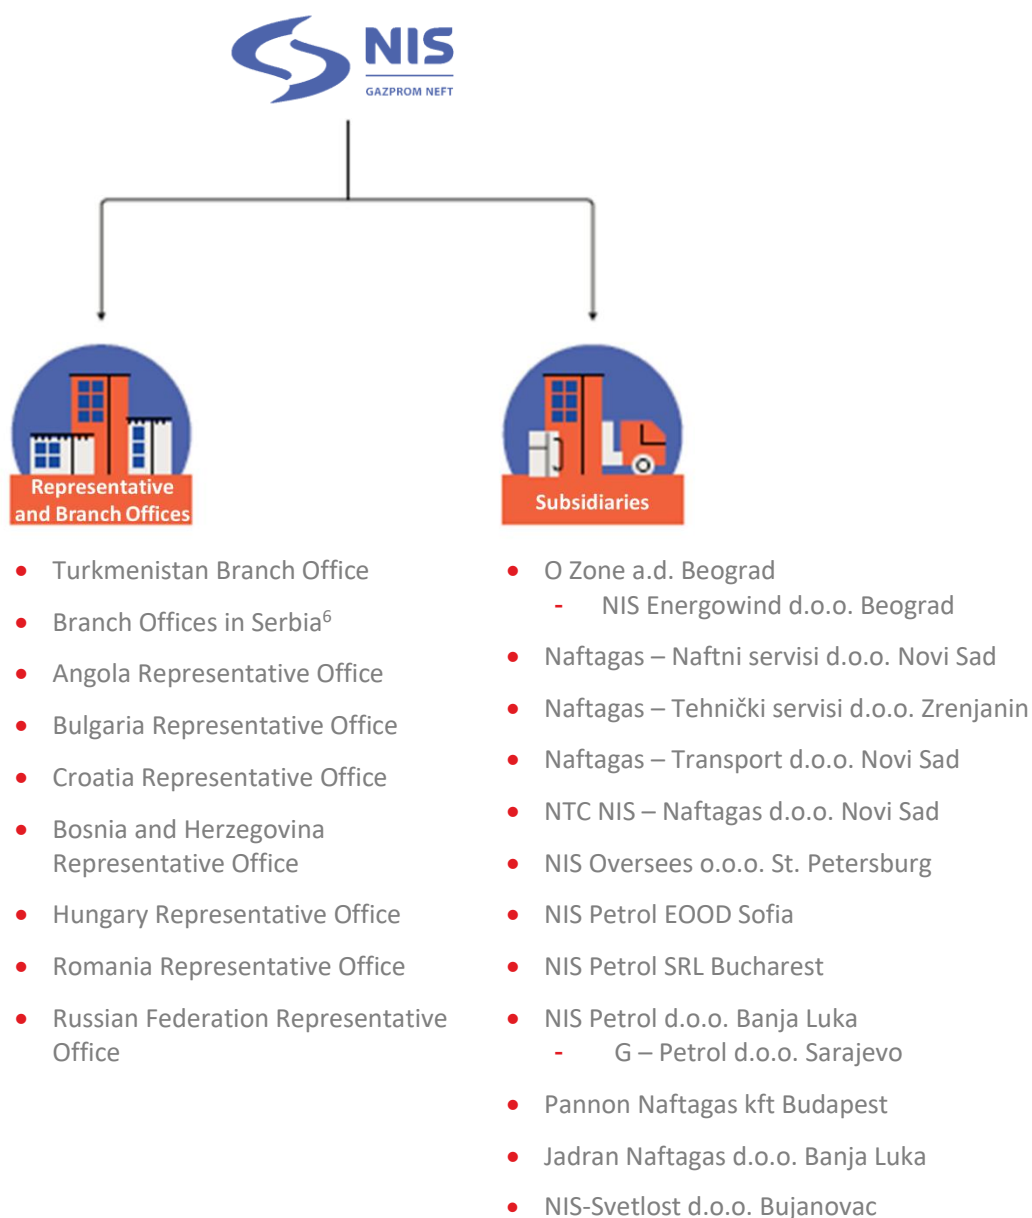 NIS
GAZPROM NEFT
Representative
and Branch Offices
• Turkmenistan Branch Office
• Branch Offices in Serbia⁶
• Angola Representative Office
• Bulgaria Representative Office
• Croatia Representative Office
• Bosnia and Herzegovina
Representative Office
• Hungary Representative Office
• Romania Representative Office
• Russian Federation Representative
Office
Subsidiaries
• O Zone a.d. Beograd
- NIS Energowind d.o.o. Beograd
• Naftagas – Naftni servisi d.o.o. Novi Sad
• Naftagas – Tehnički servisi d.o.o. Zrenjanin
• Naftagas – Transport d.o.o. Novi Sad
• NTC NIS – Naftagas d.o.o. Novi Sad
• NIS Oversees o.o.o. St. Petersburg
• NIS Petrol EOOD Sofia
• NIS Petrol SRL Bucharest
• NIS Petrol d.o.o. Banja Luka
- G – Petrol d.o.o. Sarajevo
• Pannon Naftagas kft Budapest
• Jadran Naftagas d.o.o. Banja Luka
• NIS-Svetlost d.o.o. Bujanovac